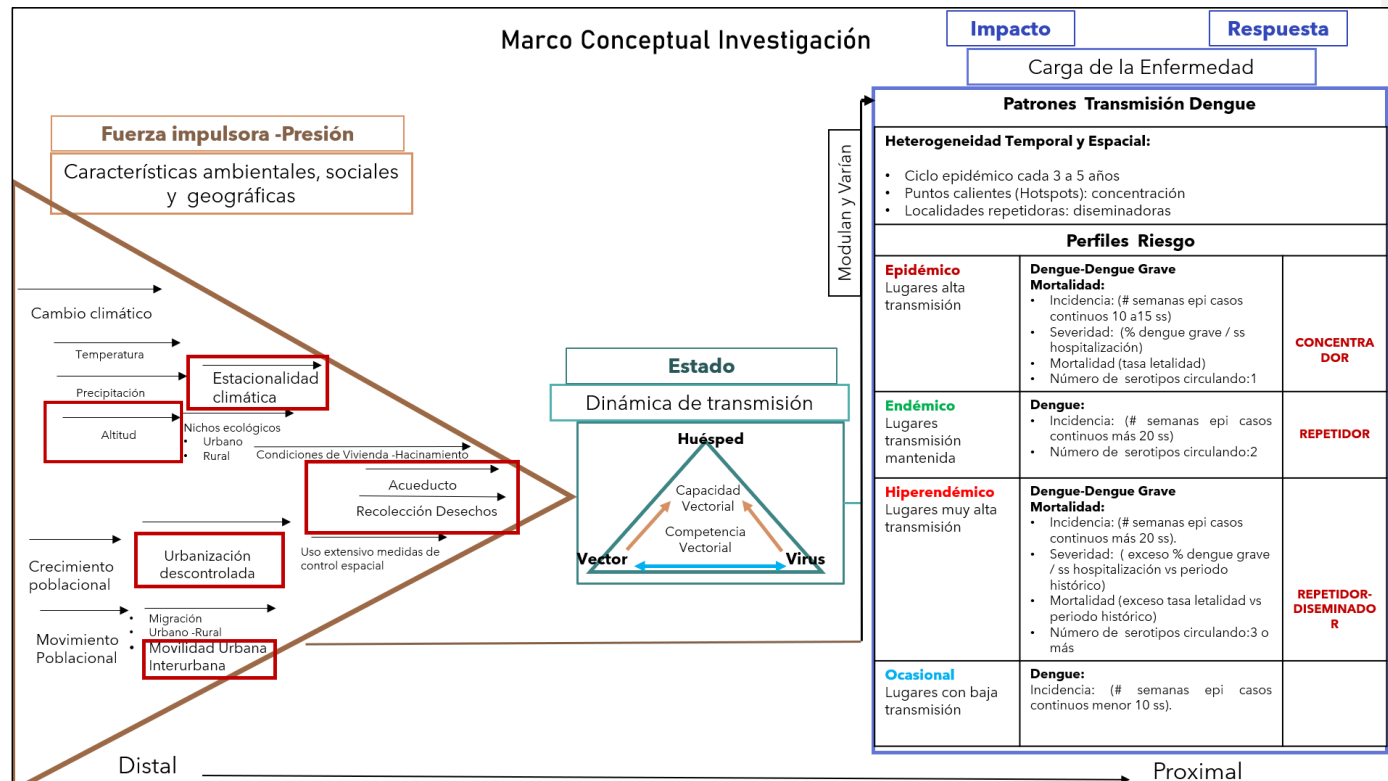 Marco Conceptual Investigación
Impacto
Respuesta
Carga de la Enfermedad
Fuerza impulsora -Presión
Características ambientales, sociales
y geográficas
Cambio climático
Temperatura
Precipitación
Estacionalidad
climática
Altitud
Nichos ecológicos
• Urbano
• Rural
Condiciones de Vivienda -Hacinamiento
Acueducto
Recolección Desechos
Urbanización
descontrolada
Uso extensivo medidas de
control espacial
Crecimiento
poblacional
Movimiento
Poblacional
• Migración
• Urbano -Rural
• Movilidad Urbana
Interurbana
Estado
Dinámica de transmisión
Huésped
Capacidad
Vectorial
Competencia
Vectorial
Vector
Virus
Modulan y Varían
Patrones Transmisión Dengue
Heterogeneidad Temporal y Espacial:
• Ciclo epidémico cada 3 a 5 años
• Puntos calientes (Hotspots): concentración
• Localidades repetidoras: diseminadoras
Perfiles Riesgo
Epidémico
Lugares alta
transmisión
Dengue-Dengue Grave
Mortalidad:
• Incidencia: (# semanas epi casos
continuos 10 a15 ss)
• Severidad: (% dengue grave / ss
hospitalización)
• Mortalidad (tasa letalidad)
• Número de serotipos circulando:1
CONCENTRA
DOR
Endémico
Lugares
transmisión
mantenida
Dengue:
• Incidencia: (# semanas epi casos
continuos más 20 ss)
• Número de serotipos circulando:2
REPETIDOR
Hiperendémico
Lugares muy alta
transmisión
Dengue-Dengue Grave
Mortalidad:
• Incidencia: (# semanas epi casos
continuos más 20 ss).
• Severidad: ( exceso % dengue grave
/ ss hospitalización vs periodo
histórico)
• Mortalidad (exceso tasa letalidad vs
periodo histórico)
• Número de serotipos circulando:3 o
más
REPETIDOR-
DISEMINADO
R
Ocasional
Lugares con baja
transmisión
Dengue:
Incidencia: (# semanas epi casos
continuos menor 10 ss).
Distal
Proximal